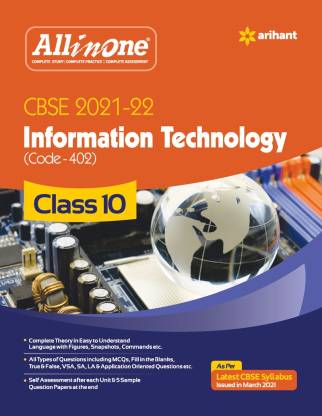 All in One®
COMPLETE STUDY | COMPLETE PRACTICE | COMPLETE ASSESSMENT
arihant
CBSE 2021-22
Information Technology
(Code-402)
Class 10
• Complete Theory in Easy to Understand
Language with Figures, Snapshots, Commands etc.
• All Types of Questions including MCQs, Fill in the Blanks,
True & False, VSA, SA, LA & Application Oriented Questions etc.
• Self Assessment after each Unit & 5 Sample
Question Papers at the end
As Per
Latest CBSE Syllabus
Issued in March 2021